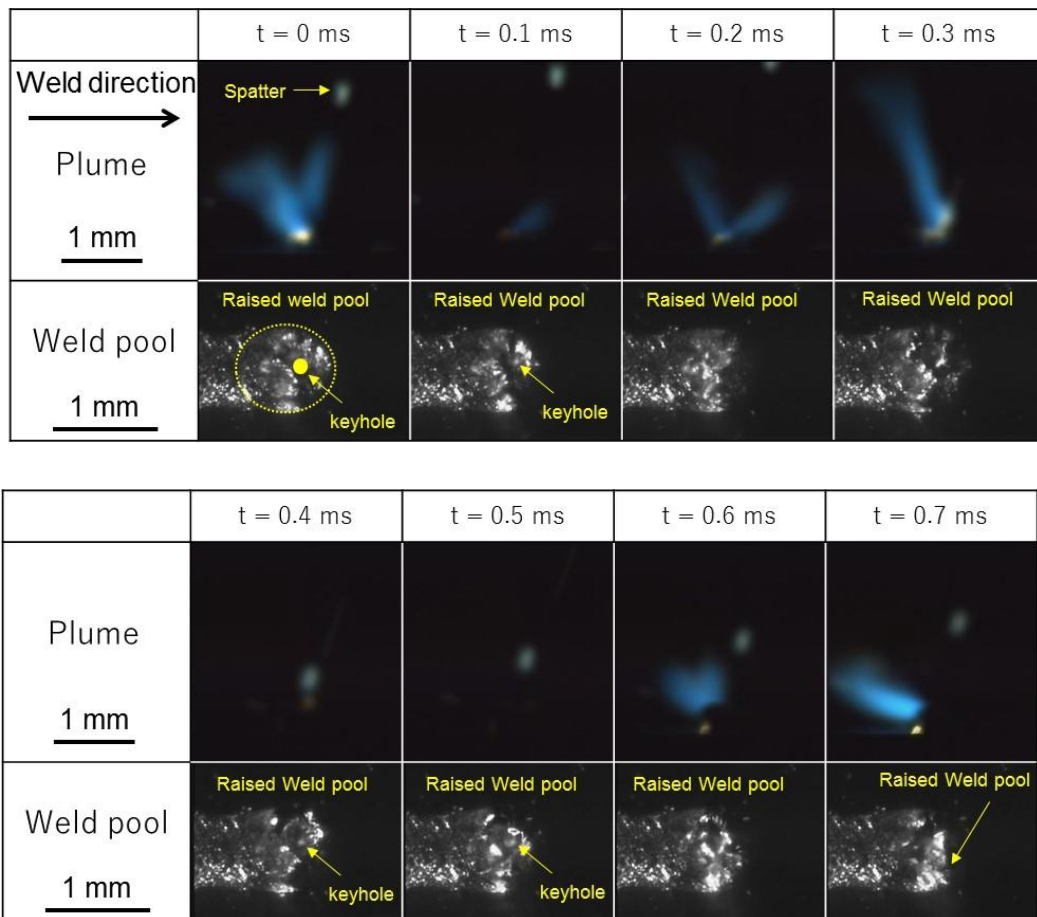 t = 0 ms
t = 0.1 ms
t = 0.2 ms
t = 0.3 ms
Weld direction
Plume
1 mm
Spatter
Weld pool
1 mm
Raised weld pool
keyhole
Raised Weld pool
keyhole
Raised Weld pool
Raised Weld pool
t = 0.4 ms
t = 0.5 ms
t = 0.6 ms
t = 0.7 ms
Plume
1 mm
Weld pool
1 mm
Raised Weld pool
keyhole
Raised Weld pool
keyhole
Raised Weld pool
Raised Weld pool